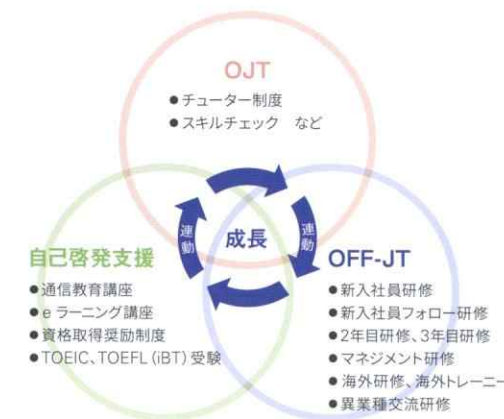 OJT
●チューター制度
●スキルチェック など
連動
成長
連動
自己啓発支援
●通信教育講座
●eラーニング講座
●資格取得奨励制度
●TOEIC、TOEFL(iBT)受験
OFF-JT
●新入社員研修
●新入社員フォロー研修
●2年目研修、3年目研修
●マネジメント研修
●海外研修、海外トレーニー
●異業種交流研修